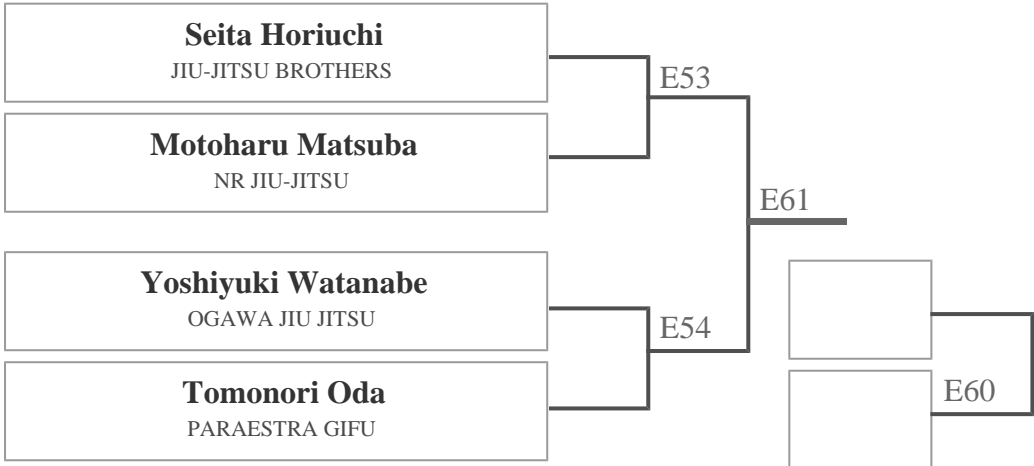 Seita Horiuchi
JIU-JITSU BROTHERS
E53
Motoharu Matsuba
NR JIU-JITSU
E61
Yoshiyuki Watanabe
OGAWA JIU JITSU
E54
Tomonori Oda
PARAESTRA GIFU
E60